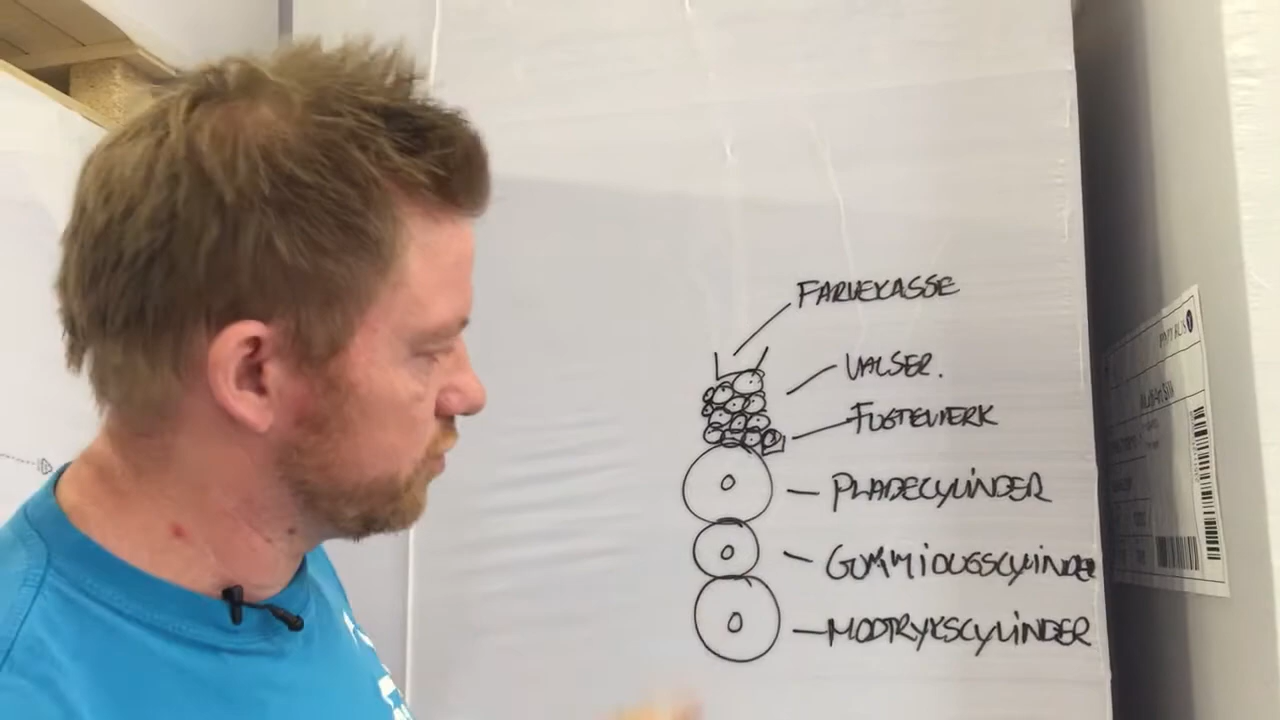 FARVEKASSE
VALSER.
FUGTEVÆRK
PLADECYLINDER
GUMMIDUGSCYLINDER
MODTRYKSCYLINDER